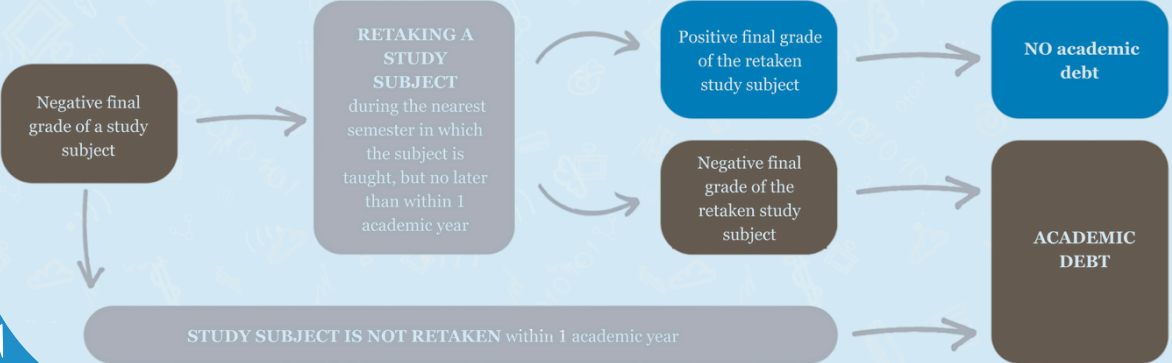 Negative final
grade of a study
subject
RETAKING A
STUDY
SUBJECT
during the nearest
semester in which
the subject is
taught, but no later
than within 1
academic year
Positive final grade
of the retaken
study subject
NO academic
debt
Negative final
grade of the
retaken study
subject
ACADEMIC
DEBT
STUDY SUBJECT IS NOT RETAKEN within 1 academic year